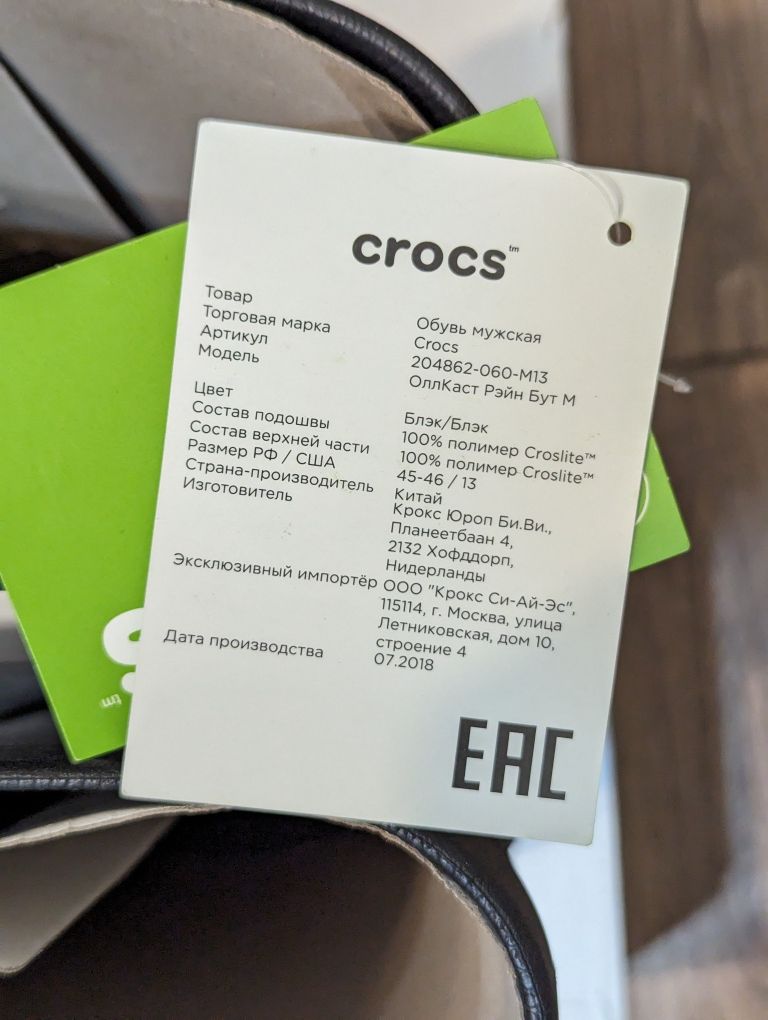 crocs™
Товар Обувь мужская
Торговая марка Crocs
Артикул 204862-060-M13
Модель ОллКаст Рэйн Бут М
Цвет Блэк/Блэк
Состав подошвы 100% полимер Croslite™
Состав верхней части 100% полимер Croslite™
Размер РФ / США 45-46 / 13
Страна-производитель Китай
Изготовитель Крокс Юроп Би.Ви.,
Планеетбаан 4,
2132 Хофддорп,
Нидерланды
Эксклюзивный импортёр ООО "Крокс Си-Ай-Эс",
115114, г. Москва, улица
Летниковская, дом 10,
строение 4
Дата производства 07.2018
EAC